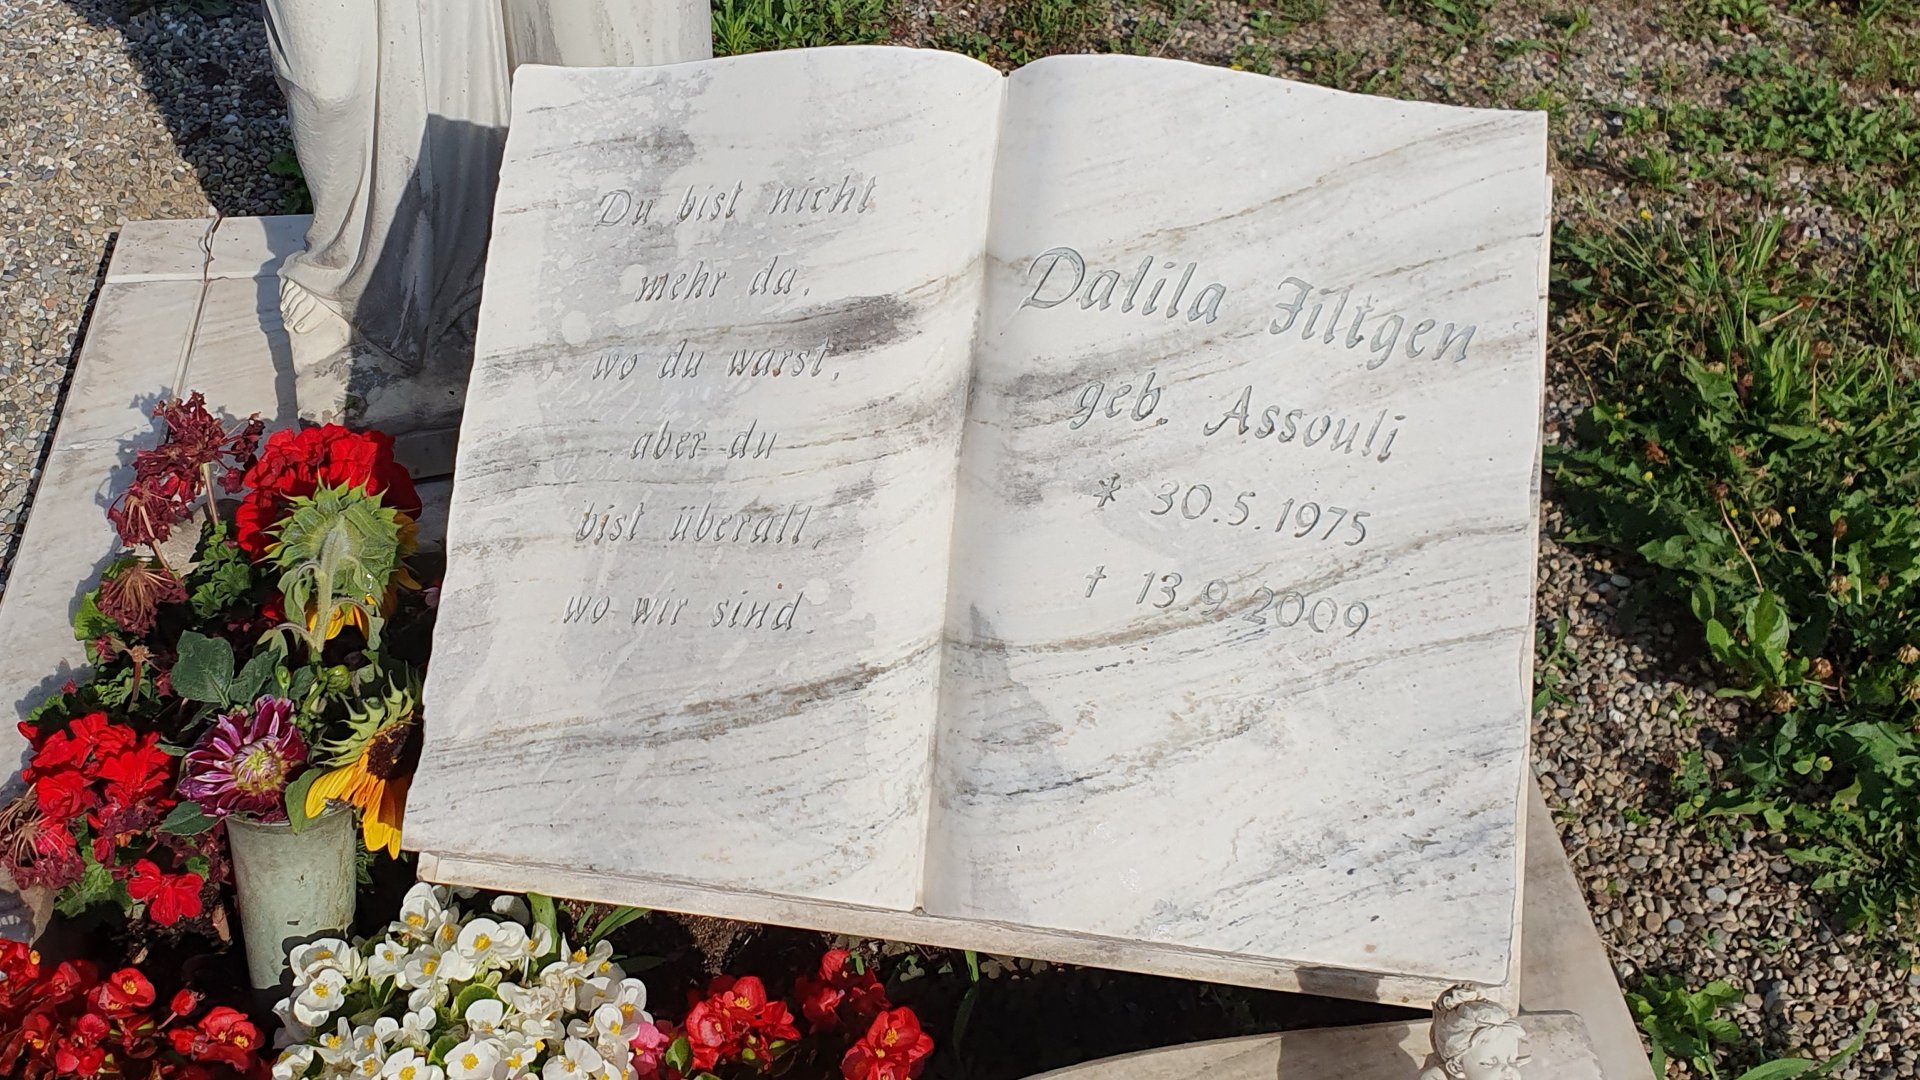 Du bist nicht
mehr da,
wo du warst,
aber du
bist überall,
wo wir sind.
Dalila Jiltgen
geb. Assouli
* 30.5.1975
† 13.9.2009